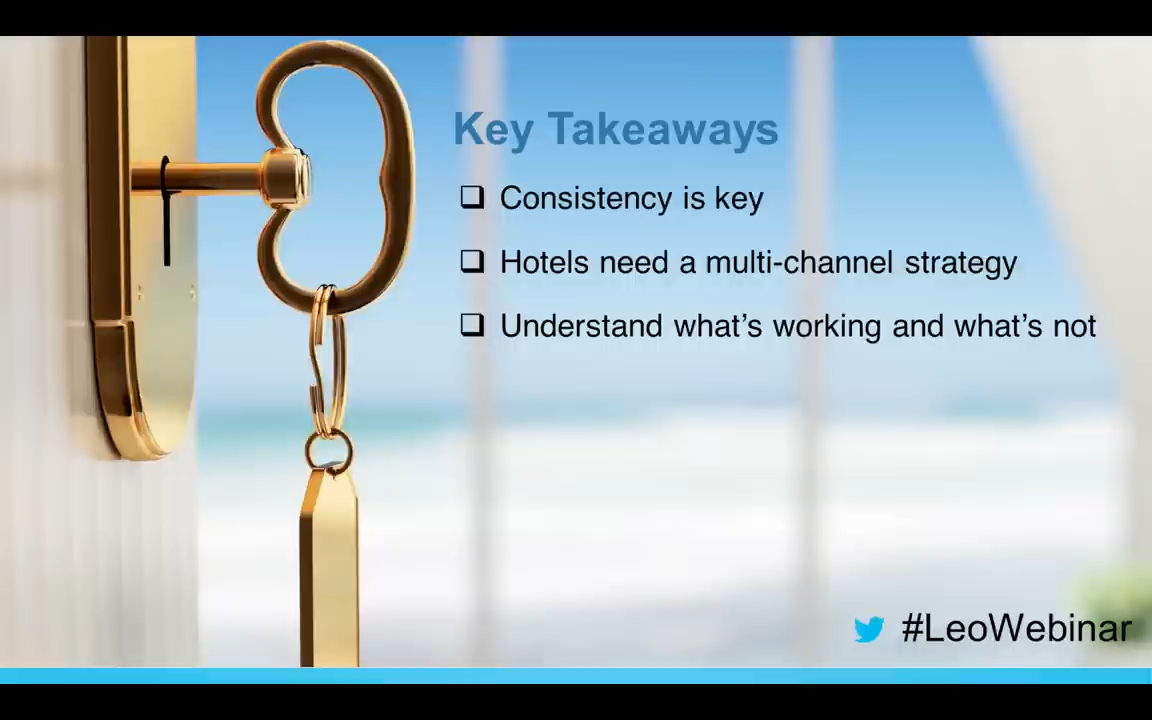 Key Takeaways
Consistency is key
Hotels need a multi-channel strategy
Understand what's working and what's not
#LeoWebinar